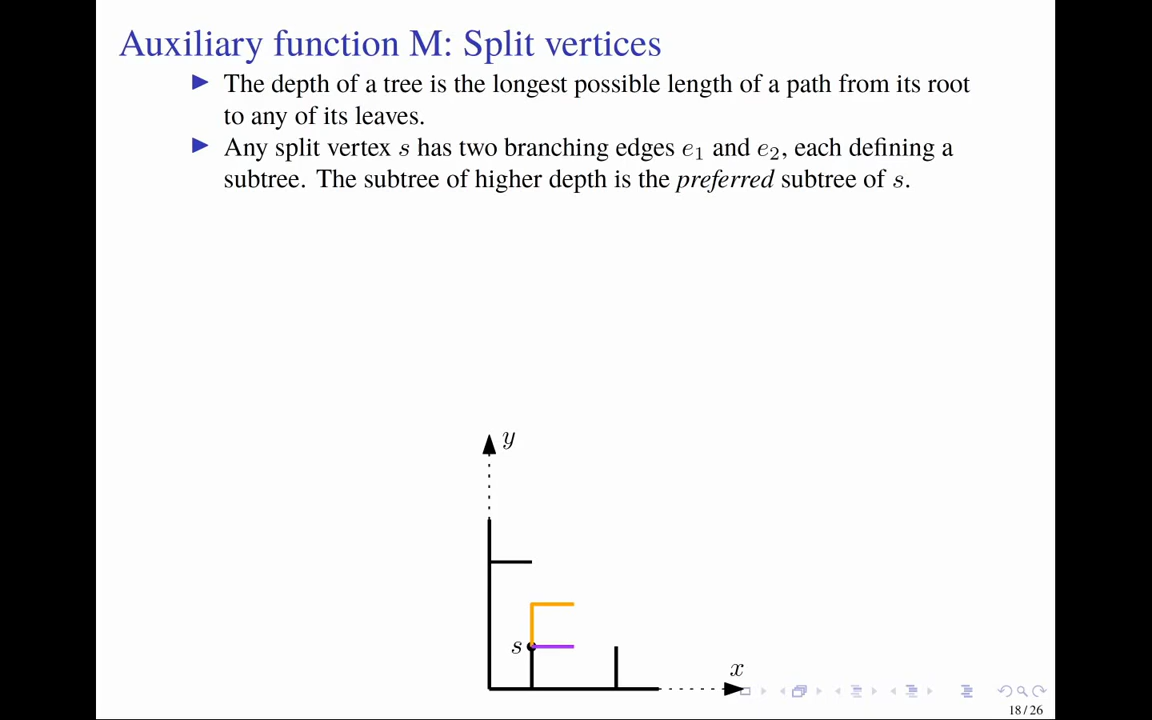 Auxiliary function M: Split vertices
▶ The depth of a tree is the longest possible length of a path from its root
to any of its leaves.
▶ Any split vertex s has two branching edges e₁ and e₂, each defining a
subtree. The subtree of higher depth is the preferred subtree of s.
y
s
x
18 / 26